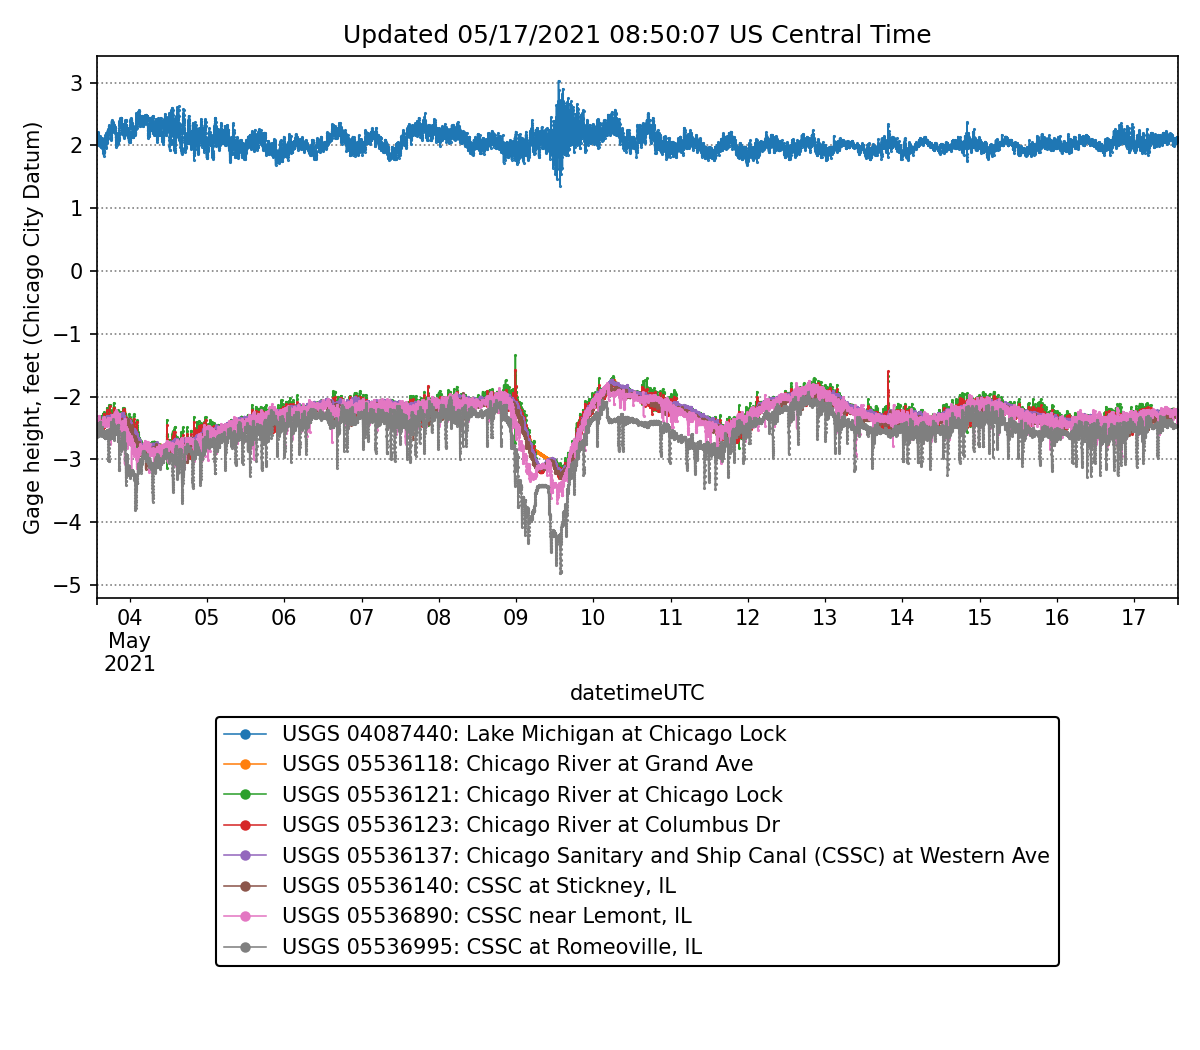 Updated 05/17/2021 08:50:07 US Central Time
Gage height, feet (Chicago City Datum)
3
2
1
0
−1
−2
−3
−4
−5
04 05 06 07 08 09 10 11 12 13 14 15 16 17
May
2021
datetimeUTC
USGS 04087440: Lake Michigan at Chicago Lock
USGS 05536118: Chicago River at Grand Ave
USGS 05536121: Chicago River at Chicago Lock
USGS 05536123: Chicago River at Columbus Dr
USGS 05536137: Chicago Sanitary and Ship Canal (CSSC) at Western Ave
USGS 05536140: CSSC at Stickney, IL
USGS 05536890: CSSC near Lemont, IL
USGS 05536995: CSSC at Romeoville, IL